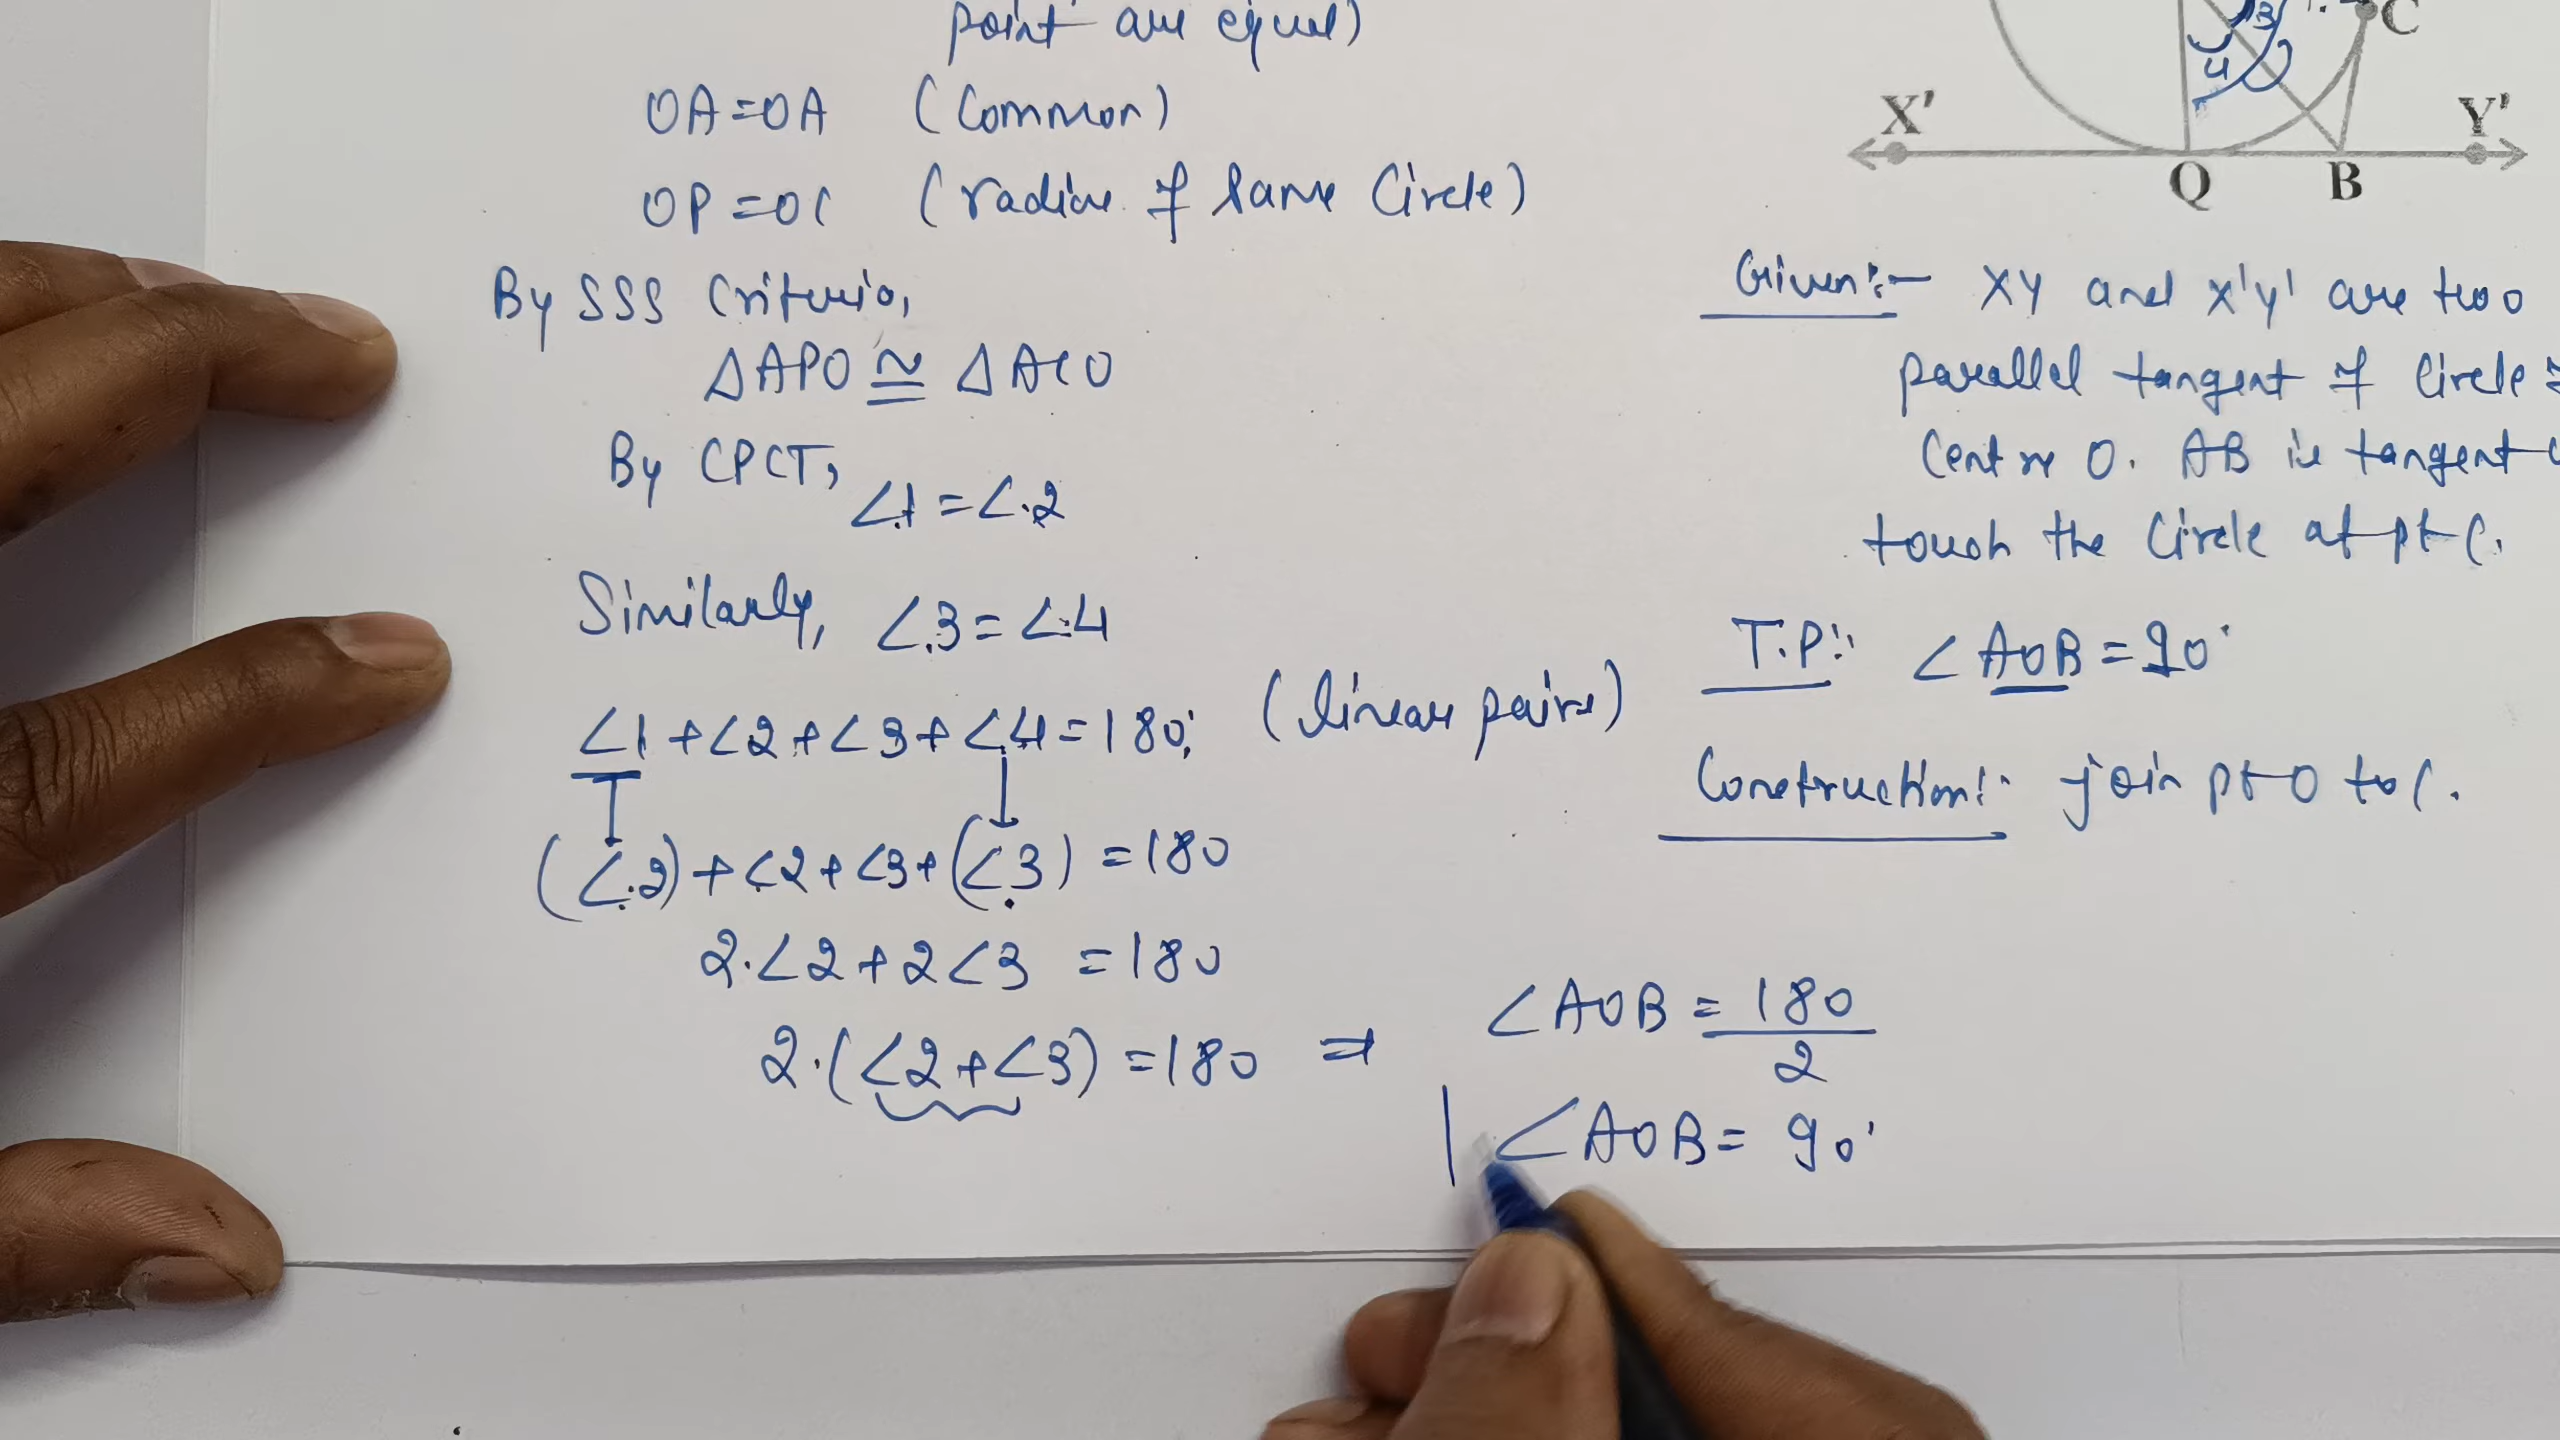 point are equal)
OA=OA (Common)
OP=OC (radius of same Circle)
By SSS Criteria,
ΔAPO ≅ ΔACO
By CPCT,
∠1=∠2
Similarly, ∠3=∠4
∠1+∠2+∠3+∠4=180° (linear pairs)
(∠2)+∠2+∠3+(∠3)=180
2·∠2+2∠3 =180
2·(∠2+∠3)=180 ⇒
∠AOB=180/2
∠AOB=90°
3
C
4
X'
Y'
Q
B
Given:- XY and X'Y' are two
parallel tangent of Circle
Centre O. AB is tangent
touch the Circle at pt C.
T.P:- ∠AOB=90°
Construction:- join pt O to C.